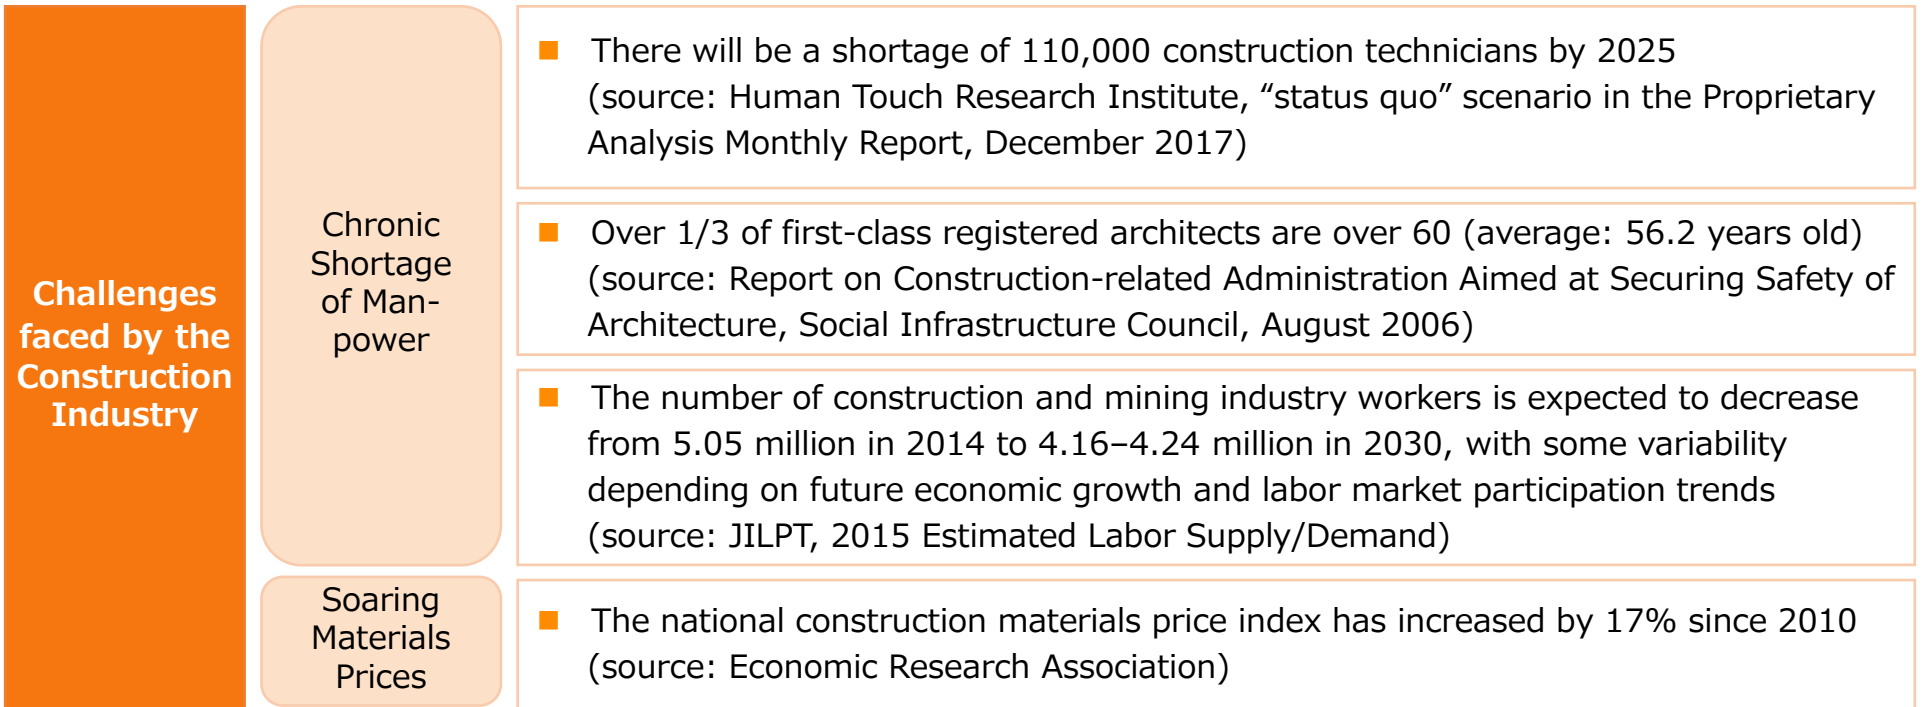 Challenges
faced by the
Construction
Industry
Chronic
Shortage
of Man-
power
■ There will be a shortage of 110,000 construction technicians by 2025
(source: Human Touch Research Institute, “status quo” scenario in the Proprietary
Analysis Monthly Report, December 2017)
■ Over 1/3 of first-class registered architects are over 60 (average: 56.2 years old)
(source: Report on Construction-related Administration Aimed at Securing Safety of
Architecture, Social Infrastructure Council, August 2006)
■ The number of construction and mining industry workers is expected to decrease
from 5.05 million in 2014 to 4.16–4.24 million in 2030, with some variability
depending on future economic growth and labor market participation trends
(source: JILPT, 2015 Estimated Labor Supply/Demand)
Soaring
Materials
Prices
■ The national construction materials price index has increased by 17% since 2010
(source: Economic Research Association)